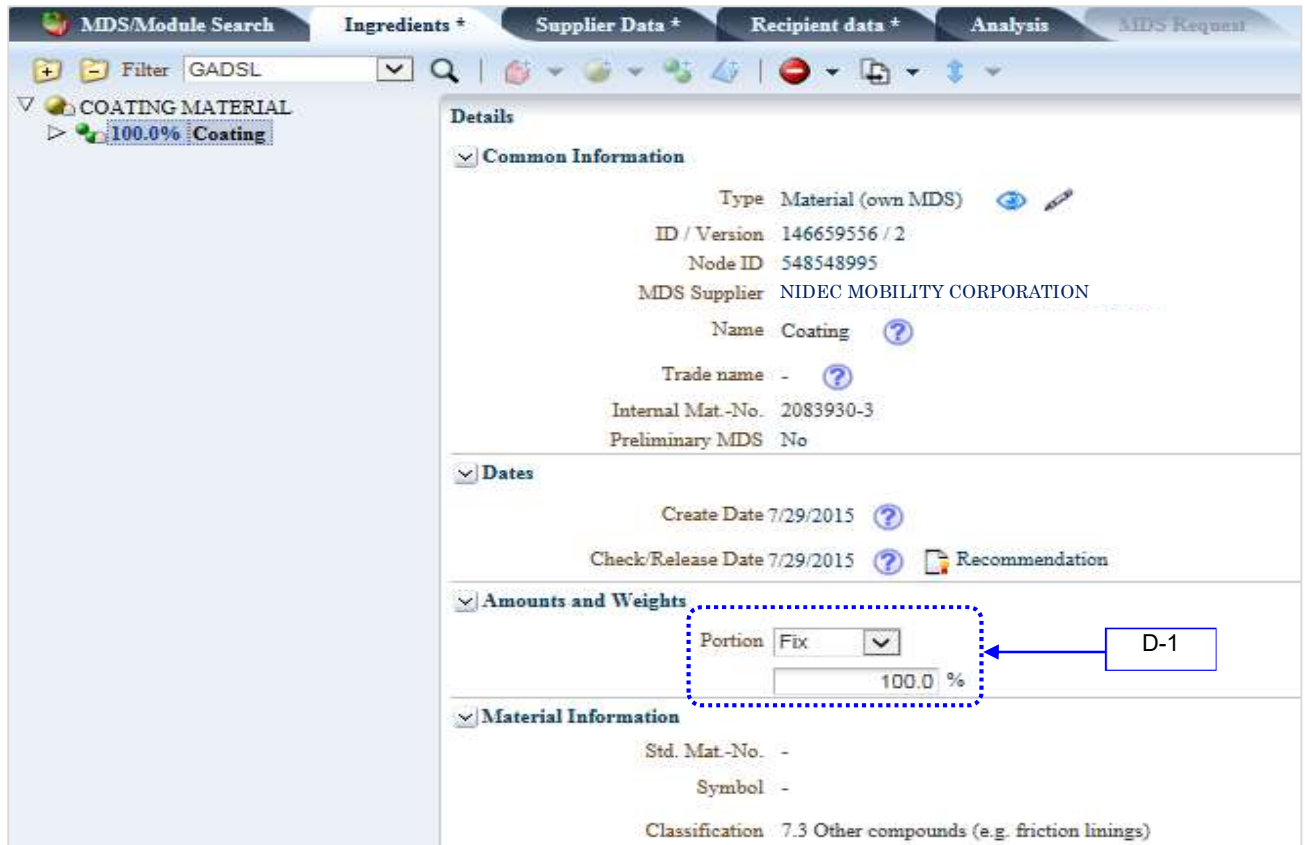 MDS/Module Search Ingredients * Supplier Data * Recipient data * Analysis MDS Request
Filter GADSL
COATING MATERIAL
100.0% Coating
Details
Common Information
Type Material (own MDS)
ID / Version 146659556 / 2
Node ID 548548995
MDS Supplier NIDEC MOBILITY CORPORATION
Name Coating ?
Trade name - ?
Internal Mat.-No. 2083930-3
Preliminary MDS No
Dates
Create Date 7/29/2015 ?
Check/Release Date 7/29/2015 ? Recommendation
Amounts and Weights
Portion Fix
D-1
100.0 %
Material Information
Std. Mat.-No. -
Symbol -
Classification 7.3 Other compounds (e.g. friction linings)